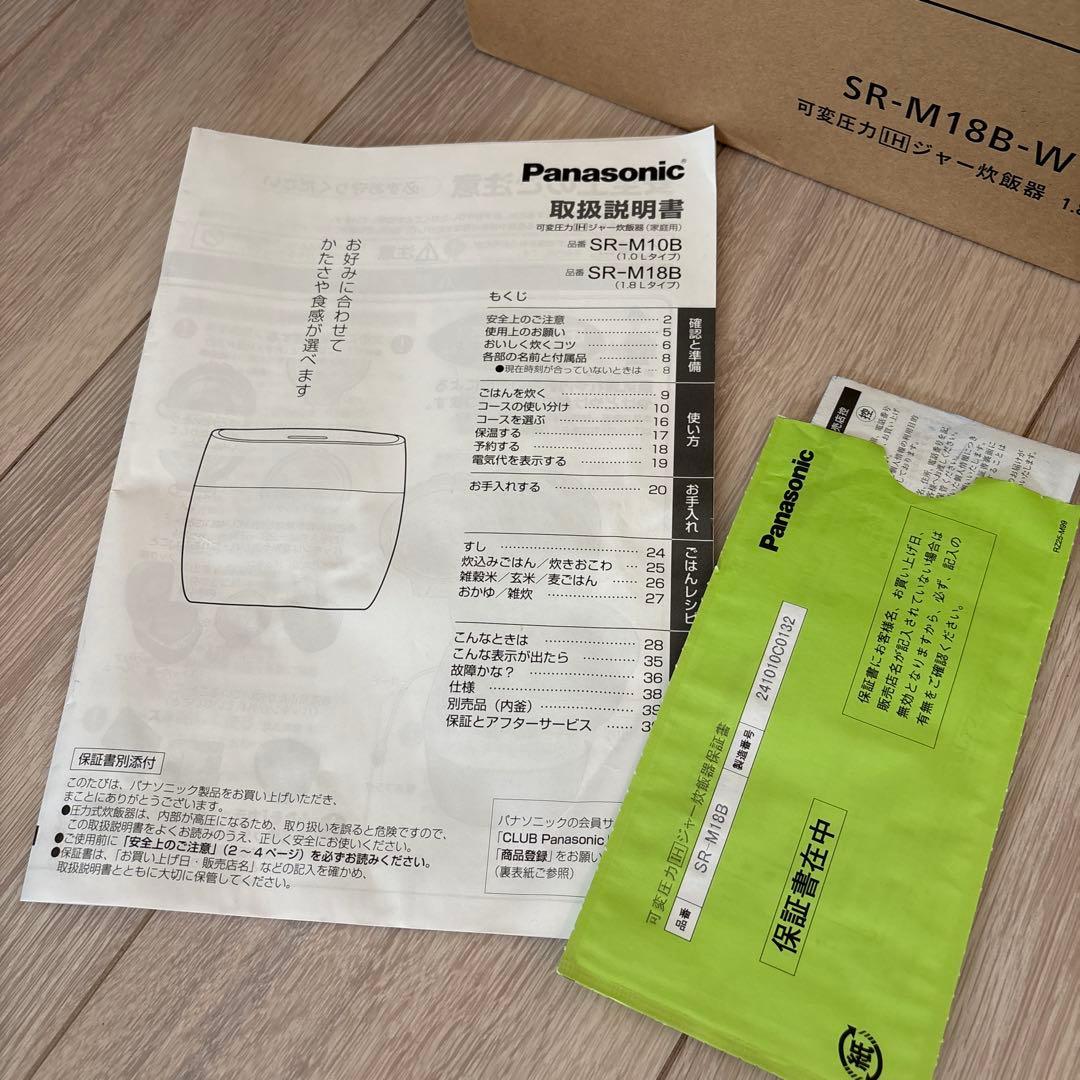 SR-M18B-W
可変圧力IHジャー炊飯器 1.8
Panasonic
取扱説明書
可変圧力IHジャー炊飯器(家庭用)
品番 SR-M10B
(1.0 Lタイプ)
品番 SR-M18B
(1.8 Lタイプ)
お好みに合わせて
かたさや食感が選べます
もくじ
確認と準備
安全上のご注意 ………………… 2
使用上のお願い ………………… 5
おいしく炊くコツ ……………… 6
各部の名前と付属品 …………… 8
●現在時刻が合っていないときは … 8
使い方
ごはんを炊く …………………… 9
コースの使い分け ……………… 10
コースを選ぶ …………………… 16
保温する ………………………… 17
予約する ………………………… 18
電気代を表示する ……………… 19
お手入れ
お手入れする …………………… 20
ごはんレシピ
すし ……………………………… 24
炊込みごはん/炊きおこわ … 25
雑穀米/玄米/麦ごはん …… 26
おかゆ/雑炊 …………………… 27
こんなときは …………………… 28
こんな表示が出たら …………… 35
故障かな? ……………………… 36
仕様 ……………………………… 38
別売品(内釜)………………… 39
保証とアフターサービス ……
保証書別添付
このたびは、パナソニック製品をお買い上げいただき、
まことにありがとうございます。
●圧力式炊飯器は、内部が高圧になるため、取り扱いを誤ると危険ですので、
この取扱説明書をよくお読みのうえ、正しく安全にお使いください。
●ご使用前に「安全上のご注意」(2~4ページ)を必ずお読みください。
●保証書は、「お買い上げ日・販売店名」などの記入を確かめ、
取扱説明書とともに大切に保管してください。
パナソニックの会員サ
「CLUB Panasonic
「商品登録」をお願い
(裏表紙ご参照)
Panasonic
RZ25-M99
保証書にお客様名、お買い上げ日、
販売店名が記入されていない場合は
無効となりますから、必ず、記入の
有無をご確認ください。
可変圧力IHジャー炊飯器保証書
品番 SR-M18B 製造番号 241010C0132
保証書在中
紙